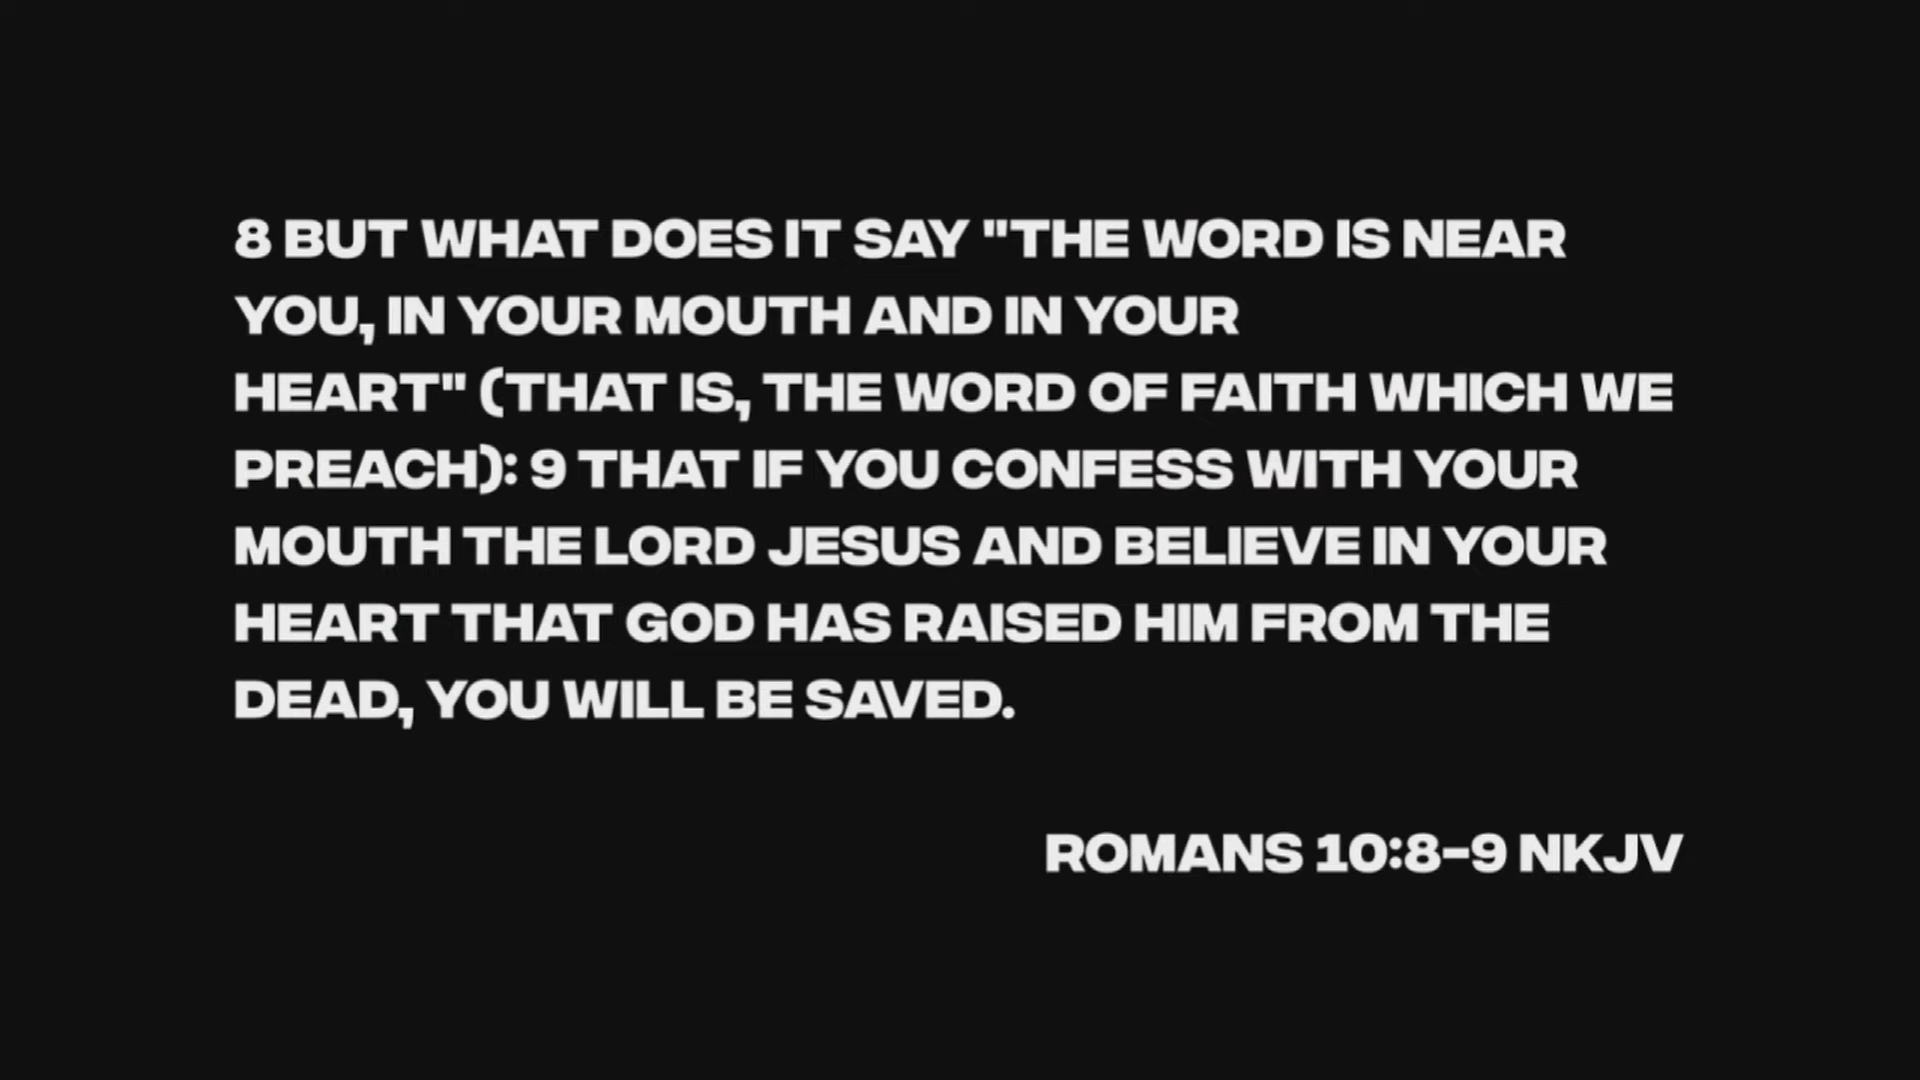 8 BUT WHAT DOES IT SAY "THE WORD IS NEAR
YOU, IN YOUR MOUTH AND IN YOUR
HEART" (THAT IS, THE WORD OF FAITH WHICH WE
PREACH): 9 THAT IF YOU CONFESS WITH YOUR
MOUTH THE LORD JESUS AND BELIEVE IN YOUR
HEART THAT GOD HAS RAISED HIM FROM THE
DEAD, YOU WILL BE SAVED.
ROMANS 10:8-9 NKJV